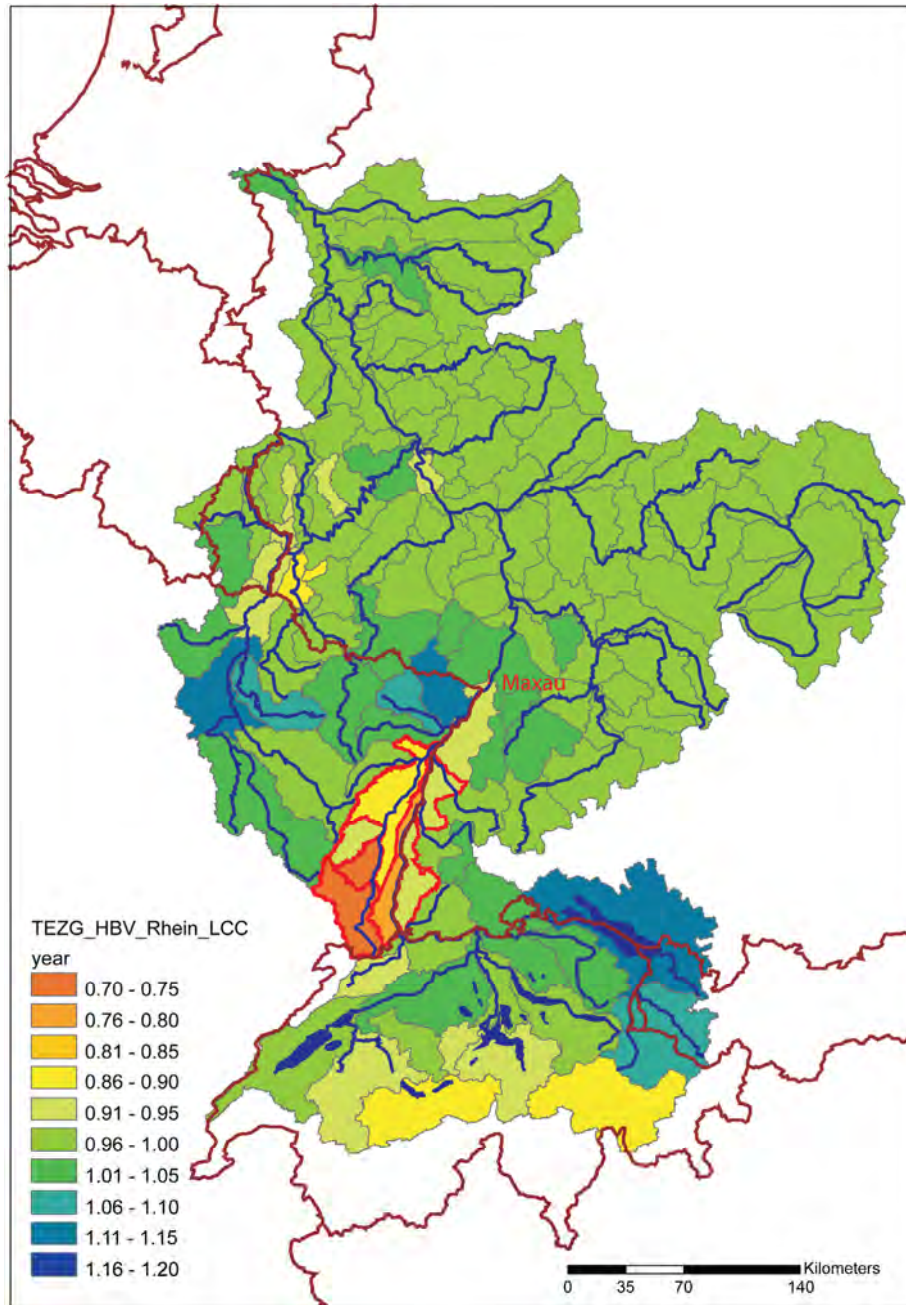 Maxau
TEZG_HBV_Rhein_LCC
year
0.70 - 0.75
0.76 - 0.80
0.81 - 0.85
0.86 - 0.90
0.91 - 0.95
0.96 - 1.00
1.01 - 1.05
1.06 - 1.10
1.11 - 1.15
1.16 - 1.20
Kilometers
0 35 70 140